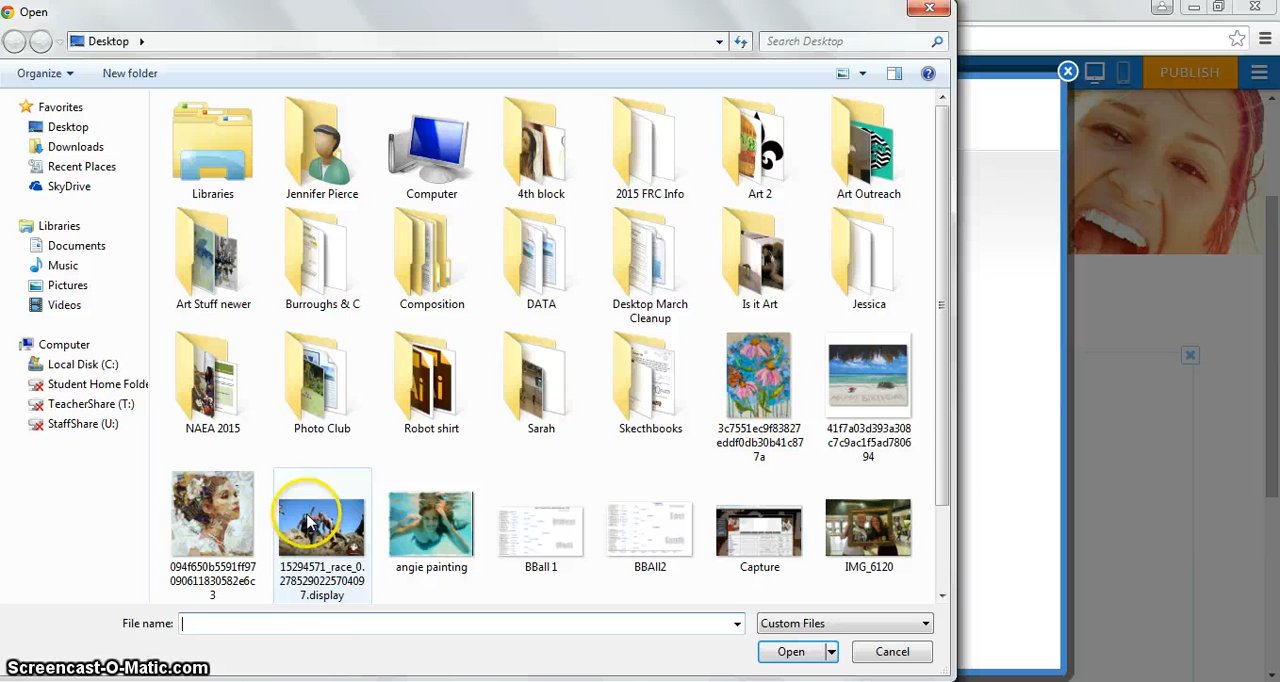 Open
Desktop
Search Desktop
PUBLISH
Organize
New folder
Favorites
Desktop
Downloads
Recent Places
SkyDrive
Libraries
Documents
Music
Pictures
Videos
Computer
Local Disk (C:)
Student Home Folde
TeacherShare (T:)
StaffShare (U:)
Libraries
Jennifer Pierce
Computer
4th block
2015 FRC Info
Art 2
Art Outreach
Art Stuff newer
Burroughs & C
Composition
DATA
Desktop March
Cleanup
Is it Art
Jessica
NAEA 2015
Photo Club
Robot shirt
Sarah
Skecthbooks
3c7551ec9f83827
eddf0db30b41c87
7a
41f7a03d393a308
c7c9ac1f5ad7806
94
094f650b5591ff97
090611830582e6c
3
15294571_race_0.
278529022570409
7.display
angie painting
BBall 1
BBAll2
Capture
IMG_6120
File name:
Custom Files
Open
Cancel
Screencast-O-Matic.com